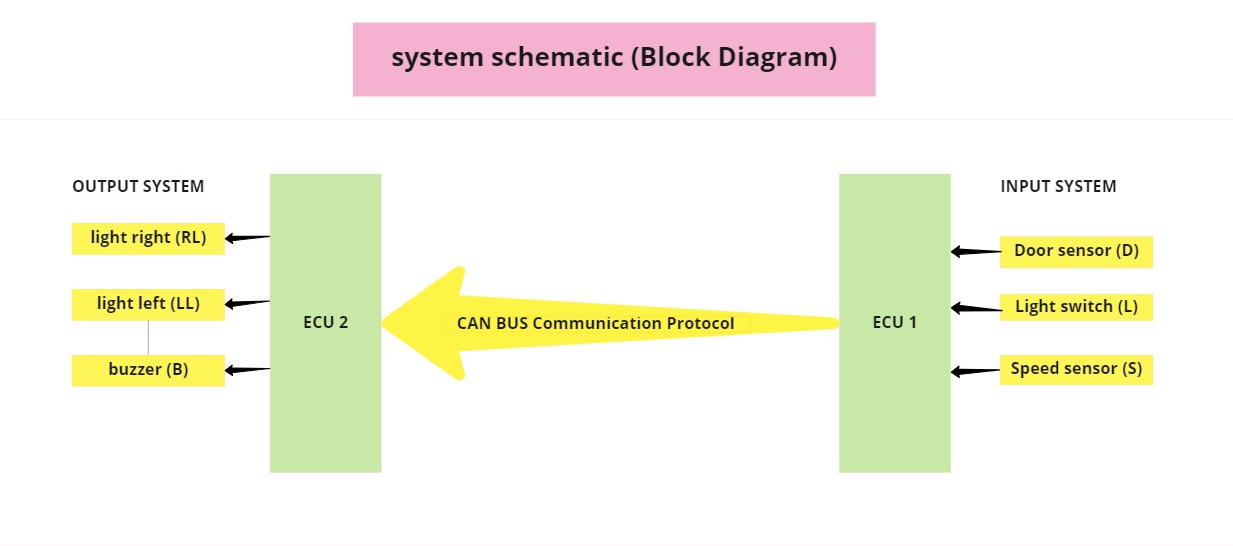 system schematic (Block Diagram)
OUTPUT SYSTEM
INPUT SYSTEM
light right (RL)
Door sensor (D)
light left (LL)
Light switch (L)
ECU 2
CAN BUS Communication Protocol
ECU 1
buzzer (B)
Speed sensor (S)